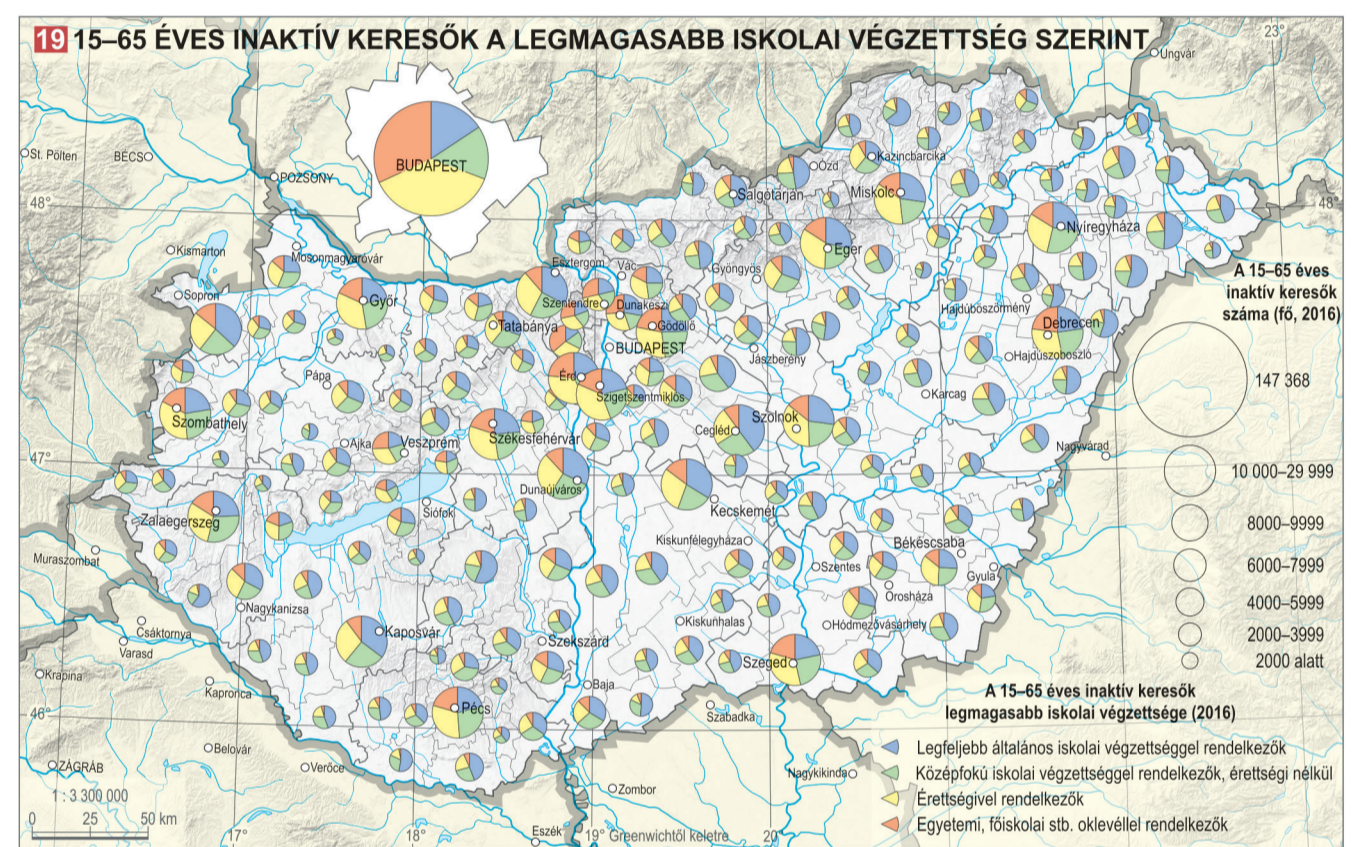 19 15–65 ÉVES INAKTÍV KERESŐK A LEGMAGASABB ISKOLAI VÉGZETTSÉG SZERINT
23°
Ungvár
St. Pölten
BÉCS
POZSONY
BUDAPEST
Ózd
Kazincbarcika
Salgótarján
Miskolc
48°
48°
Nyíregyháza
Kismarton
Mosonmagyaróvár
Eger
Esztergom
Vác
Gyöngyös
Sopron
Győr
Szentendre
Dunakeszi
Hajdúböszörmény
Tatabánya
Gödöllő
Debrecen
BUDAPEST
Jászberény
Hajdúszoboszló
Pápa
Érd
Szigetszentmiklós
Karcag
Szombathely
Székesfehérvár
Cegléd
Szolnok
Ajka
Veszprém
Nagyvárad
47°
Dunaújváros
Zalaegerszeg
Siófok
Kecskemét
Kiskunfélegyháza
Békéscsaba
Muraszombat
Szentes
Gyula
Nagykanizsa
Orosháza
Csáktornya
Kaposvár
Kiskunhalas
Hódmezővásárhely
Varasd
Szekszárd
Krapina
Szeged
Kapronca
Baja
46°
Pécs
Szabadka
Belovár
ZÁGRÁB
Verőce
Nagykikinda
Zombor
1 : 3 300 000
0 25 50 km
Eszék
17°
18°
19° Greenwichtől keletre
20°
A 15–65 éves
inaktív keresők
száma (fő, 2016)
147 368
10 000–29 999
8000–9999
6000–7999
4000–5999
2000–3999
2000 alatt
A 15–65 éves inaktív keresők
legmagasabb iskolai végzettsége (2016)
Legfeljebb általános iskolai végzettséggel rendelkezők
Középfokú iskolai végzettséggel rendelkezők, érettségi nélkül
Érettségivel rendelkezők
Egyetemi, főiskolai stb. oklevéllel rendelkezők